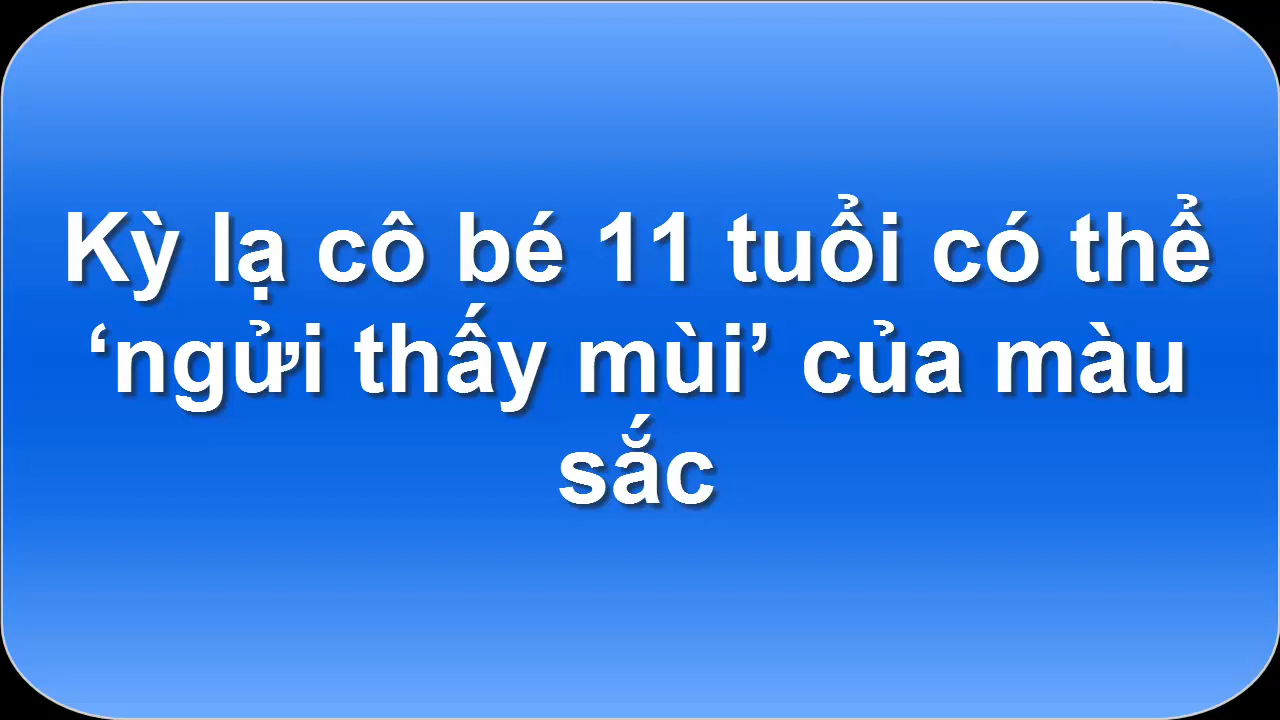 Kỳ lạ cô bé 11 tuổi có thể
‘ngửi thấy mùi’ của màu
sắc